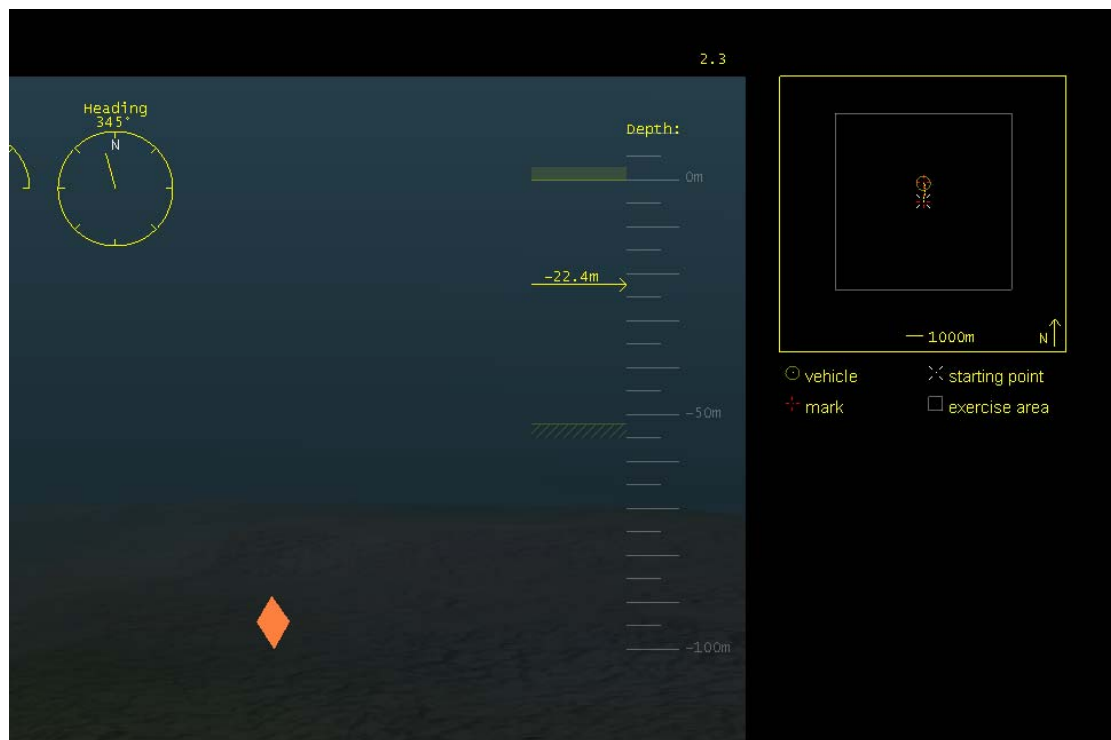 2.3
Heading
345°
N
Depth:
0m
-22.4m
-50m
-100m
1000m
N
vehicle
starting point
mark
exercise area